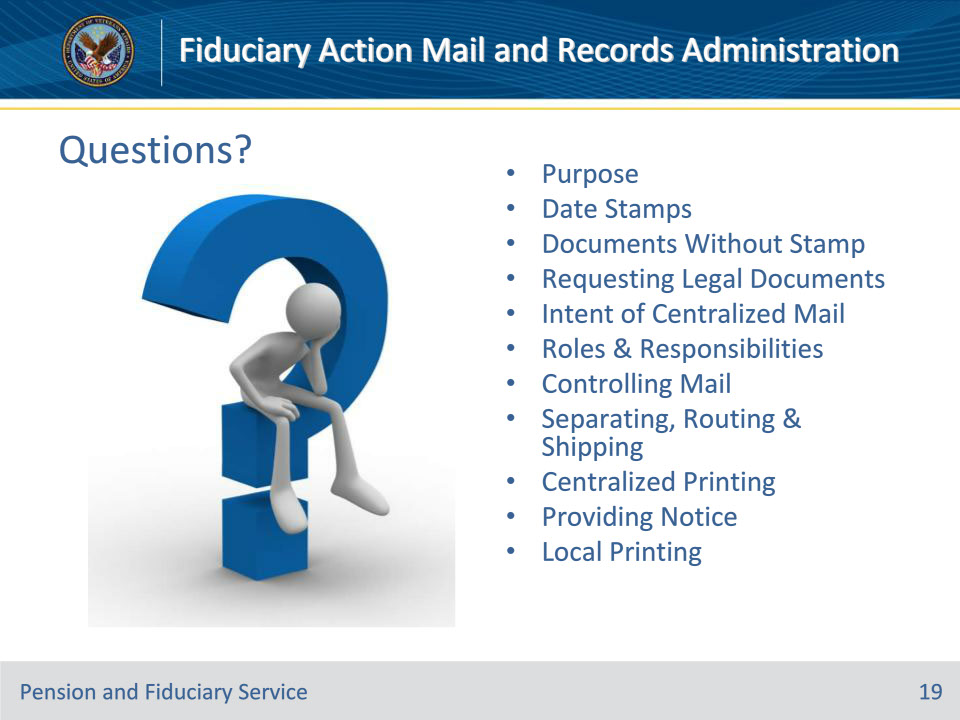 Fiduciary Action Mail and Records Administration
Questions?
• Purpose
• Date Stamps
• Documents Without Stamp
• Requesting Legal Documents
• Intent of Centralized Mail
• Roles & Responsibilities
• Controlling Mail
• Separating, Routing &
Shipping
• Centralized Printing
• Providing Notice
• Local Printing
Pension and Fiduciary Service
19